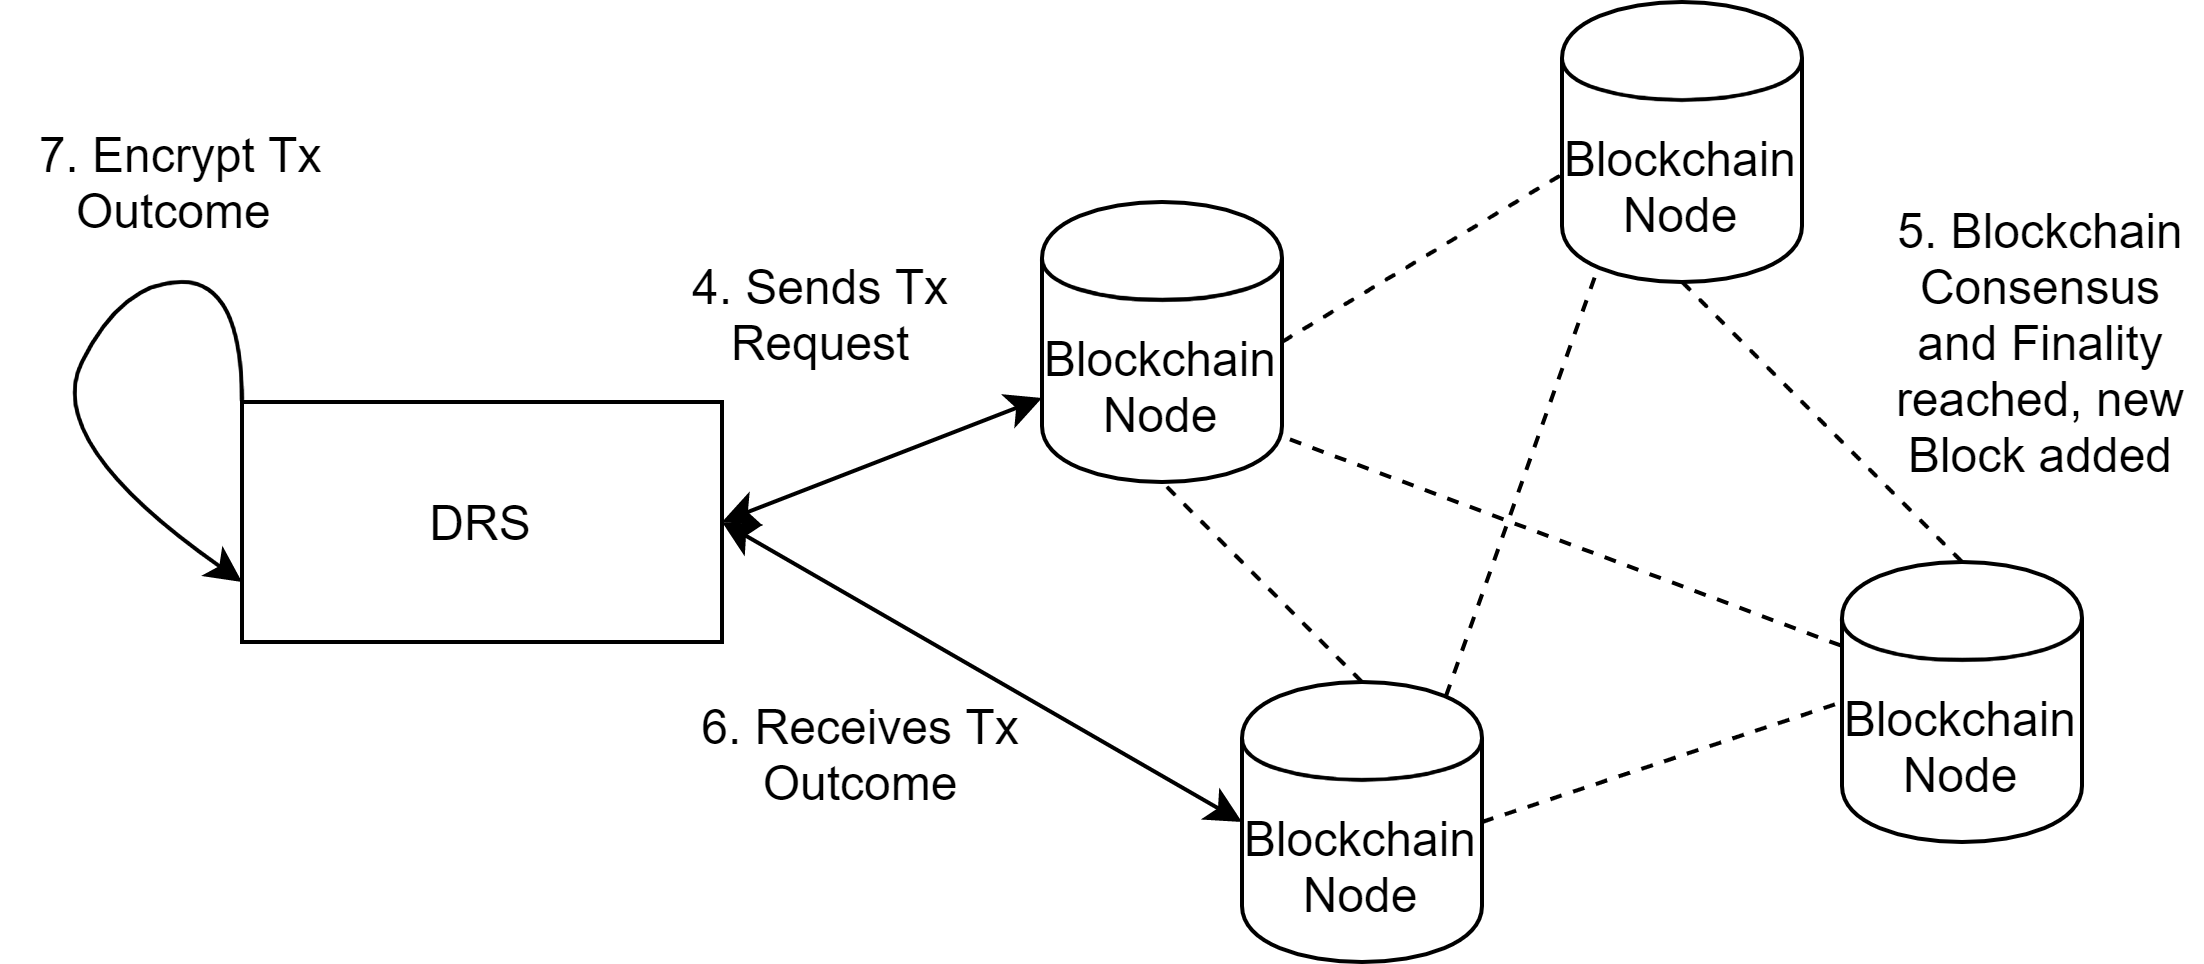 7. Encrypt Tx
Outcome
DRS
4. Sends Tx
Request
6. Receives Tx
Outcome
Blockchain
Node
Blockchain
Node
Blockchain
Node
Blockchain
Node
5. Blockchain
Consensus
and Finality
reached, new
Block added